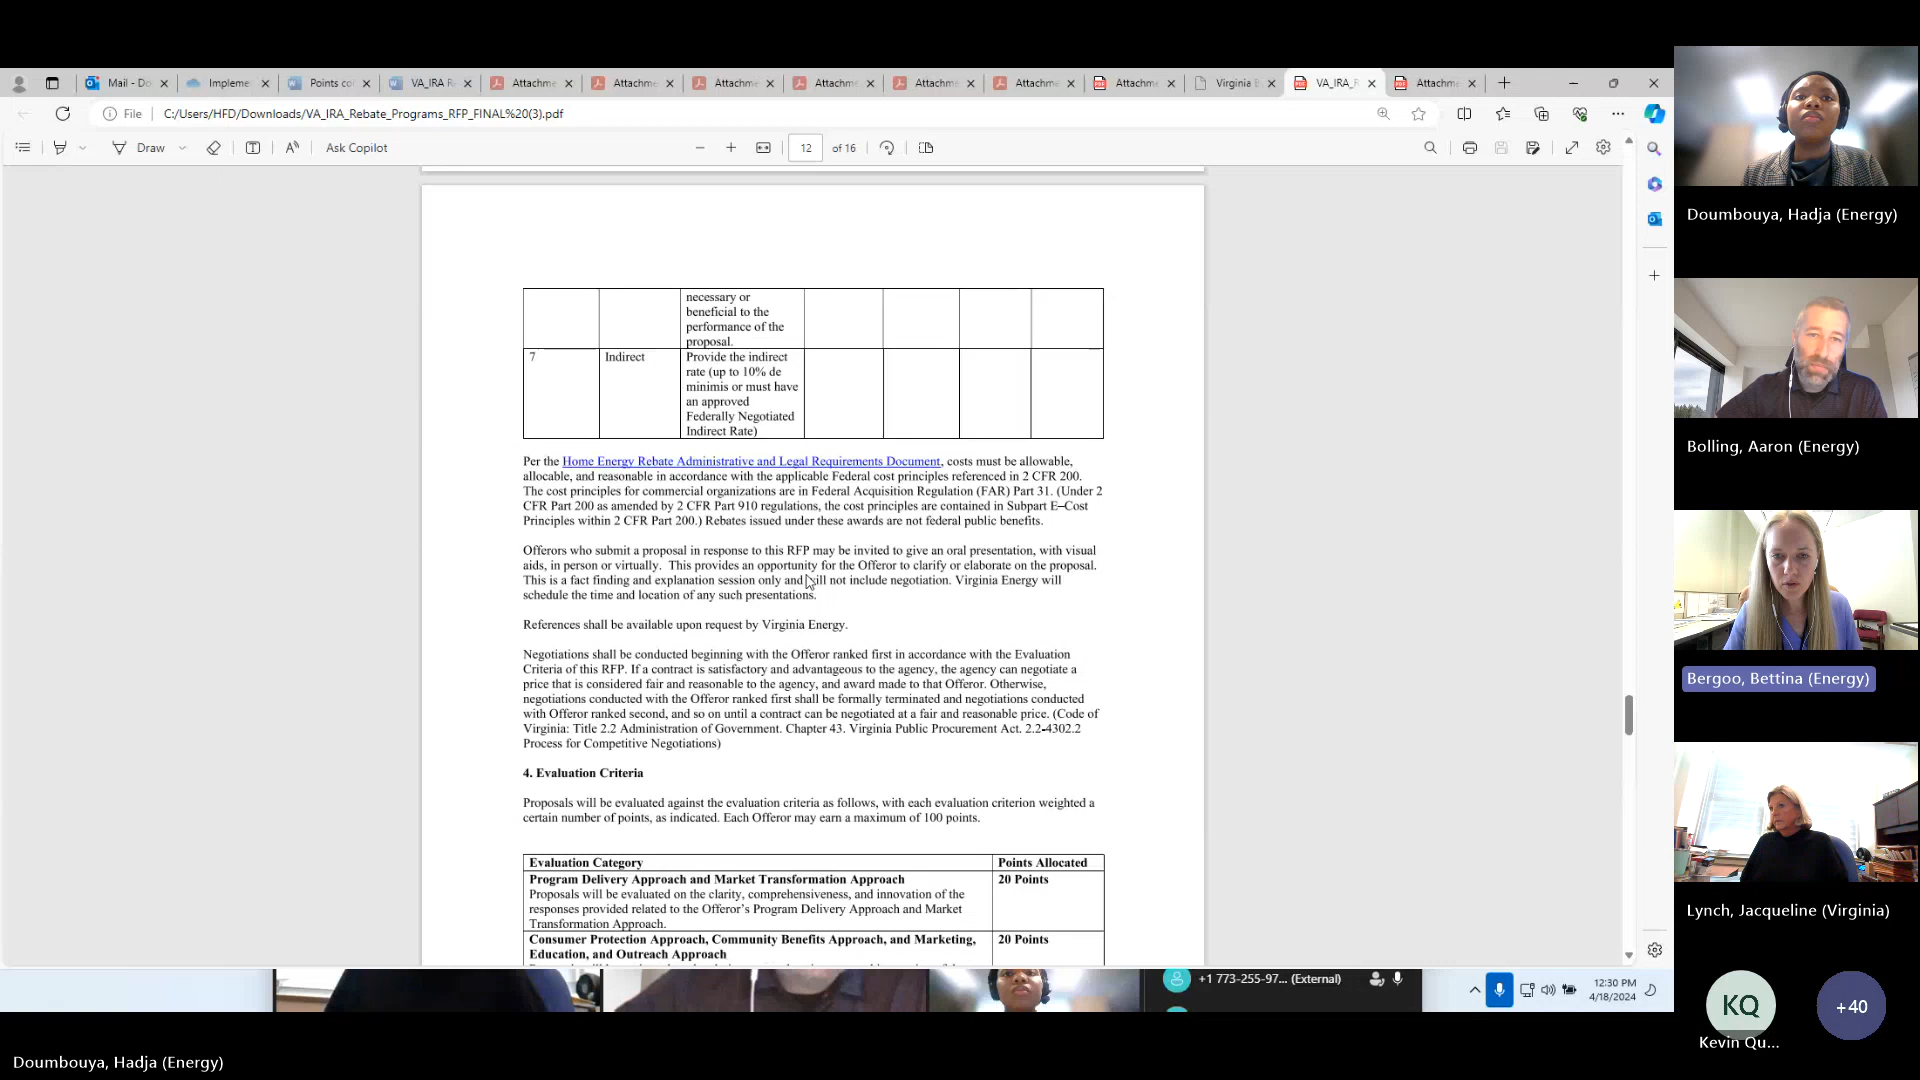 Mail - Do
Impleme
Points co
VA_IRA R
Attachme
Attachme
Attachme
Attachme
Attachme
Attachme
Attachme
Virginia E
VA_IRA_R
Attachme
File
C:/Users/HFD/Downloads/VA_IRA_Rebate_Programs_RFP_FINAL%20(3).pdf
Draw
Ask Copilot
12
of 16
necessary or
beneficial to the
performance of the
proposal.
7
Indirect
Provide the indirect
rate (up to 10% de
minimis or must have
an approved
Federally Negotiated
Indirect Rate)
Per the Home Energy Rebate Administrative and Legal Requirements Document, costs must be allowable,
allocable, and reasonable in accordance with the applicable Federal cost principles referenced in 2 CFR 200.
The cost principles for commercial organizations are in Federal Acquisition Regulation (FAR) Part 31. (Under 2
CFR Part 200 as amended by 2 CFR Part 910 regulations, the cost principles are contained in Subpart E–Cost
Principles within 2 CFR Part 200.) Rebates issued under these awards are not federal public benefits.
Offerors who submit a proposal in response to this RFP may be invited to give an oral presentation, with visual
aids, in person or virtually. This provides an opportunity for the Offeror to clarify or elaborate on the proposal.
This is a fact finding and explanation session only and will not include negotiation. Virginia Energy will
schedule the time and location of any such presentations.
References shall be available upon request by Virginia Energy.
Negotiations shall be conducted beginning with the Offeror ranked first in accordance with the Evaluation
Criteria of this RFP. If a contract is satisfactory and advantageous to the agency, the agency can negotiate a
price that is considered fair and reasonable to the agency, and award made to that Offeror. Otherwise,
negotiations conducted with the Offeror ranked first shall be formally terminated and negotiations conducted
with Offeror ranked second, and so on until a contract can be negotiated at a fair and reasonable price. (Code of
Virginia: Title 2.2 Administration of Government. Chapter 43. Virginia Public Procurement Act. 2.2-4302.2
Process for Competitive Negotiations)
4. Evaluation Criteria
Proposals will be evaluated against the evaluation criteria as follows, with each evaluation criterion weighted a
certain number of points, as indicated. Each Offeror may earn a maximum of 100 points.
Evaluation Category
Points Allocated
Program Delivery Approach and Market Transformation Approach
20 Points
Proposals will be evaluated on the clarity, comprehensiveness, and innovation of the
responses provided related to the Offeror's Program Delivery Approach and Market
Transformation Approach.
Consumer Protection Approach, Community Benefits Approach, and Marketing,
20 Points
Education, and Outreach Approach
+1 773-255-97... (External)
12:30 PM
4/18/2024
Doumbouya, Hadja (Energy)
Bolling, Aaron (Energy)
Bergoo, Bettina (Energy)
Lynch, Jacqueline (Virginia)
KQ
+40
Kevin Qu...
Doumbouya, Hadja (Energy)